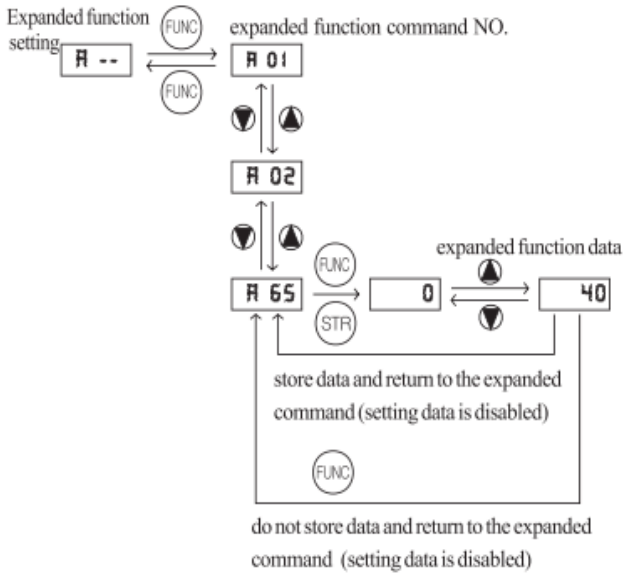 Expanded function
setting
FUNC
expanded function command NO.
A --
A 01
FUNC
A 02
expanded function data
FUNC
A 65
0
40
STR
store data and return to the expanded
command (setting data is disabled)
FUNC
do not store data and return to the expanded
command (setting data is disabled)